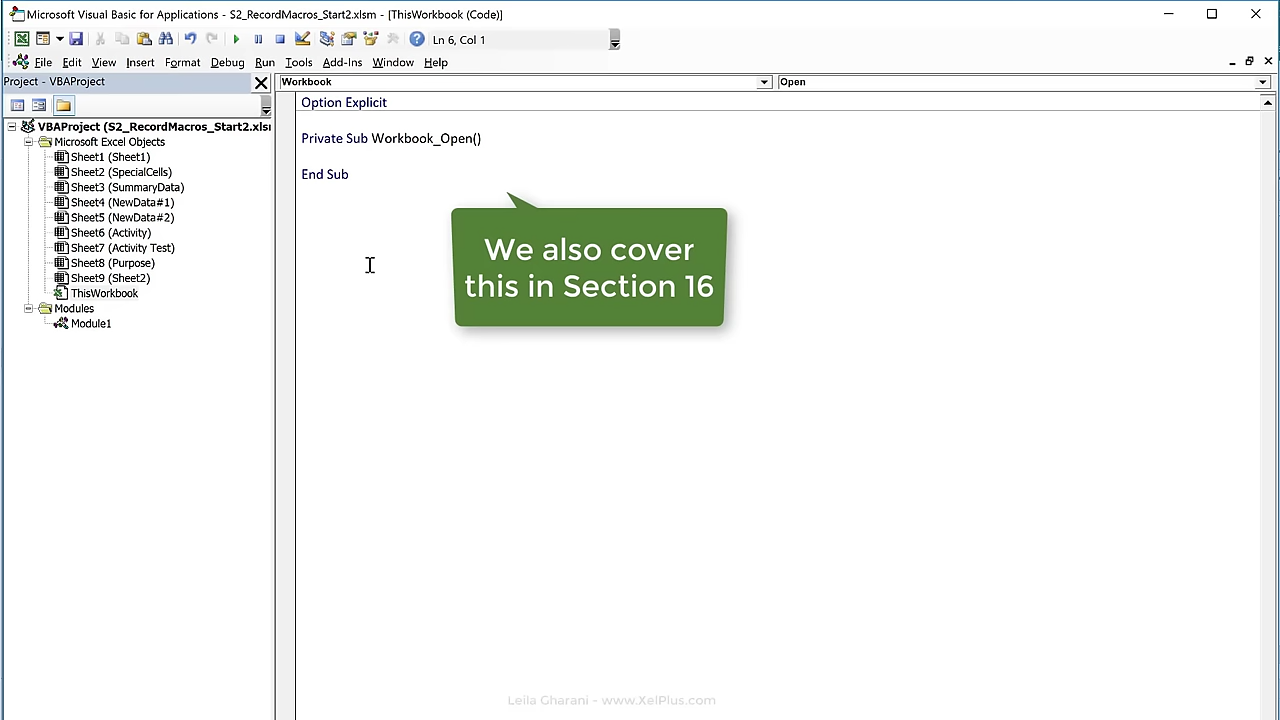 Microsoft Visual Basic for Applications - S2_RecordMacros_Start2.xlsm - [ThisWorkbook (Code)]
Ln 6, Col 1
File Edit View Insert Format Debug Run Tools Add-Ins Window Help
Project - VBAProject
Workbook
Open
VBAProject (S2_RecordMacros_Start2.xlsm
Microsoft Excel Objects
Sheet1 (Sheet1)
Sheet2 (SpecialCells)
Sheet3 (SummaryData)
Sheet4 (NewData#1)
Sheet5 (NewData#2)
Sheet6 (Activity)
Sheet7 (Activity Test)
Sheet8 (Purpose)
Sheet9 (Sheet2)
ThisWorkbook
Modules
Module1
Option Explicit
Private Sub Workbook_Open()
End Sub
We also cover
this in Section 16
Leila Gharani - www.XelPlus.com